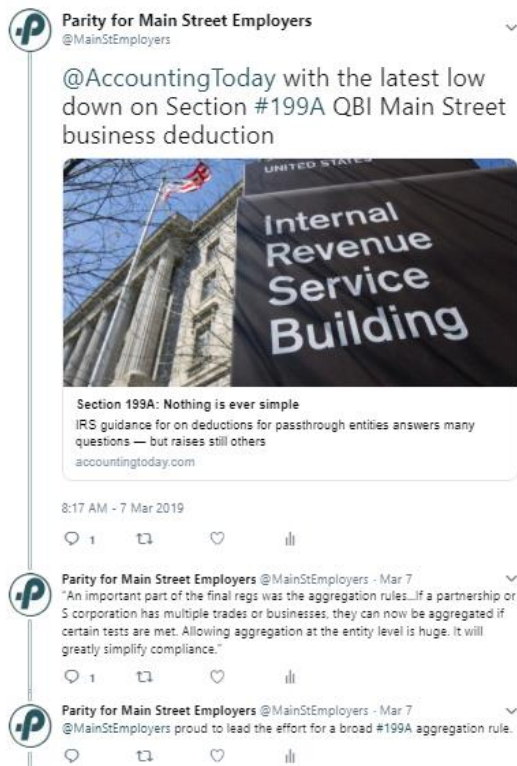 Parity for Main Street Employers
@MainStEmployers
@AccountingToday with the latest low
down on Section #199A QBI Main Street
business deduction
UNITED STATES
Internal
Revenue
Service
Building
Section 199A: Nothing is ever simple
IRS guidance for on deductions for passthrough entities answers many
questions — but raises still others
accountingtoday.com
8:17 AM - 7 Mar 2019
1
Parity for Main Street Employers @MainStEmployers · Mar 7
"An important part of the final regs was the aggregation rules...If a partnership or
S corporation has multiple trades or businesses, they can now be aggregated if
certain tests are met. Allowing aggregation at the entity level is huge. It will
greatly simplify compliance."
1
Parity for Main Street Employers @MainStEmployers · Mar 7
@MainStEmployers proud to lead the effort for a broad #199A aggregation rule.